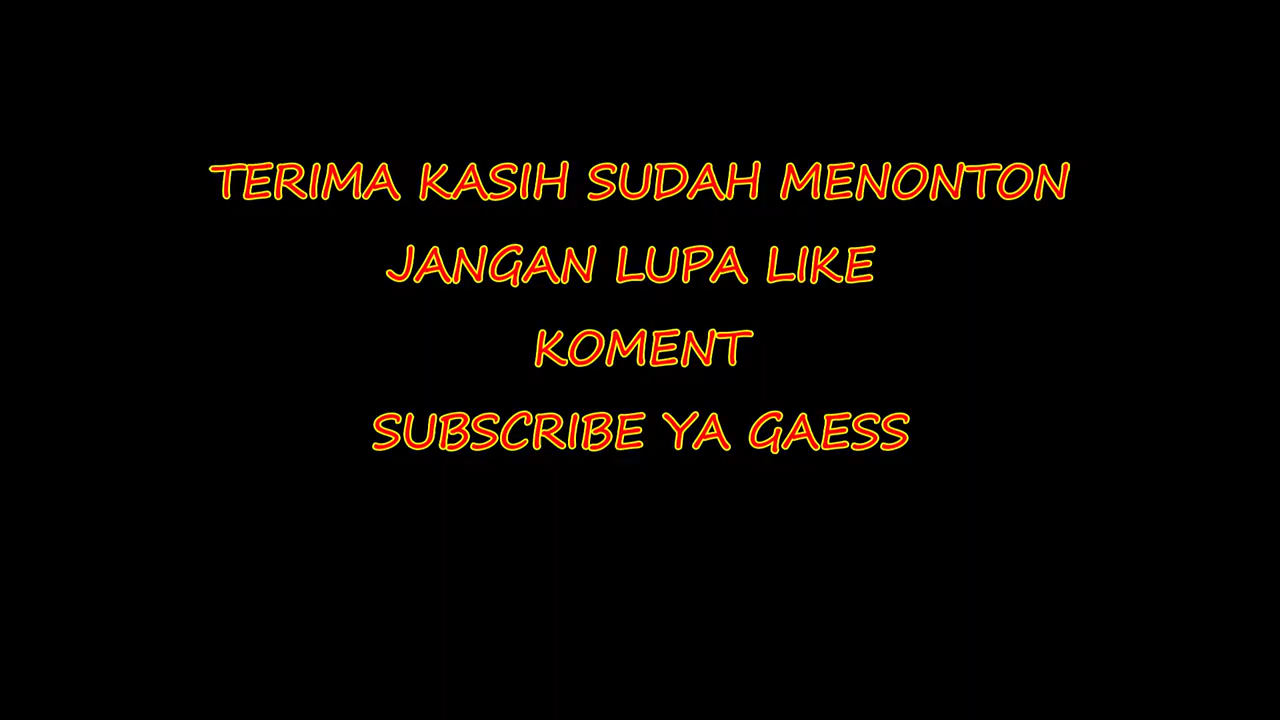 TERIMA KASIH SUDAH MENONTON
JANGAN LUPA LIKE
KOMENT
SUBSCRIBE YA GAESS